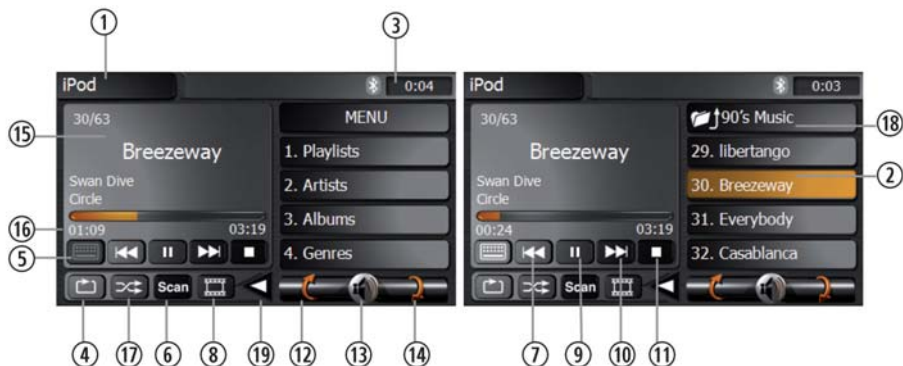 ① ③
iPod 0:04
30/63 MENU
Breezeway
1. Playlists
Swan Dive
2. Artists
Circle
3. Albums
01:09 03:19
4. Genres
Scan
⑮
⑯
⑤
④ ⑰ ⑥ ⑧ ⑲ ⑫ ⑬ ⑭
iPod 0:03
30/63 90's Music
Breezeway
29. libertango
Swan Dive
30. Breezeway
Circle
31. Everybody
00:24 03:19
32. Casablanca
Scan
⑱
②
⑦ ⑨ ⑩ ⑪